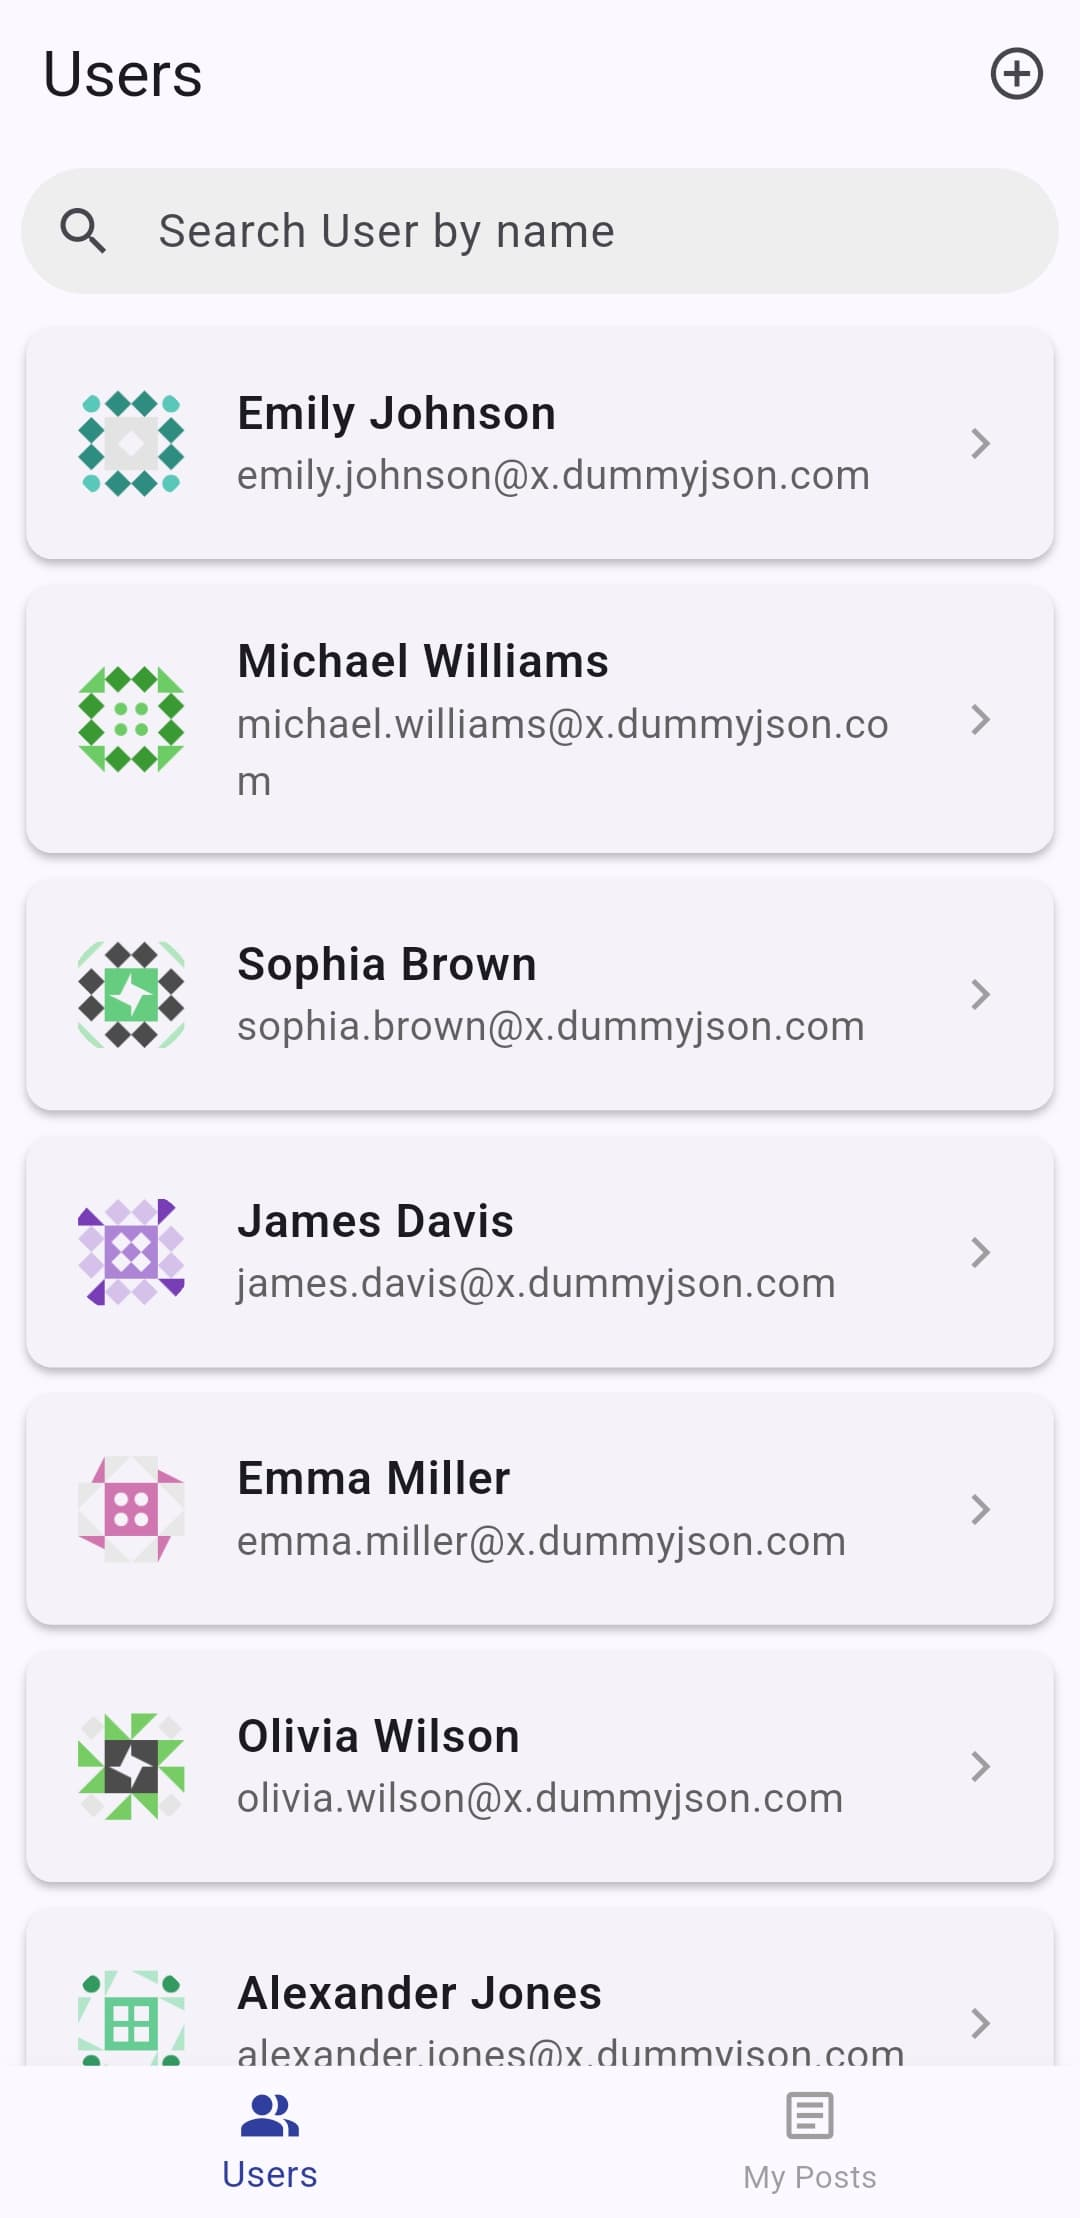 Users
Search User by name
Emily Johnson
emily.johnson@x.dummyjson.com
Michael Williams
michael.williams@x.dummyjson.co
m
Sophia Brown
sophia.brown@x.dummyjson.com
James Davis
james.davis@x.dummyjson.com
Emma Miller
emma.miller@x.dummyjson.com
Olivia Wilson
olivia.wilson@x.dummyjson.com
Alexander Jones
alexander.jones@x.dummyjson.com
Users
My Posts